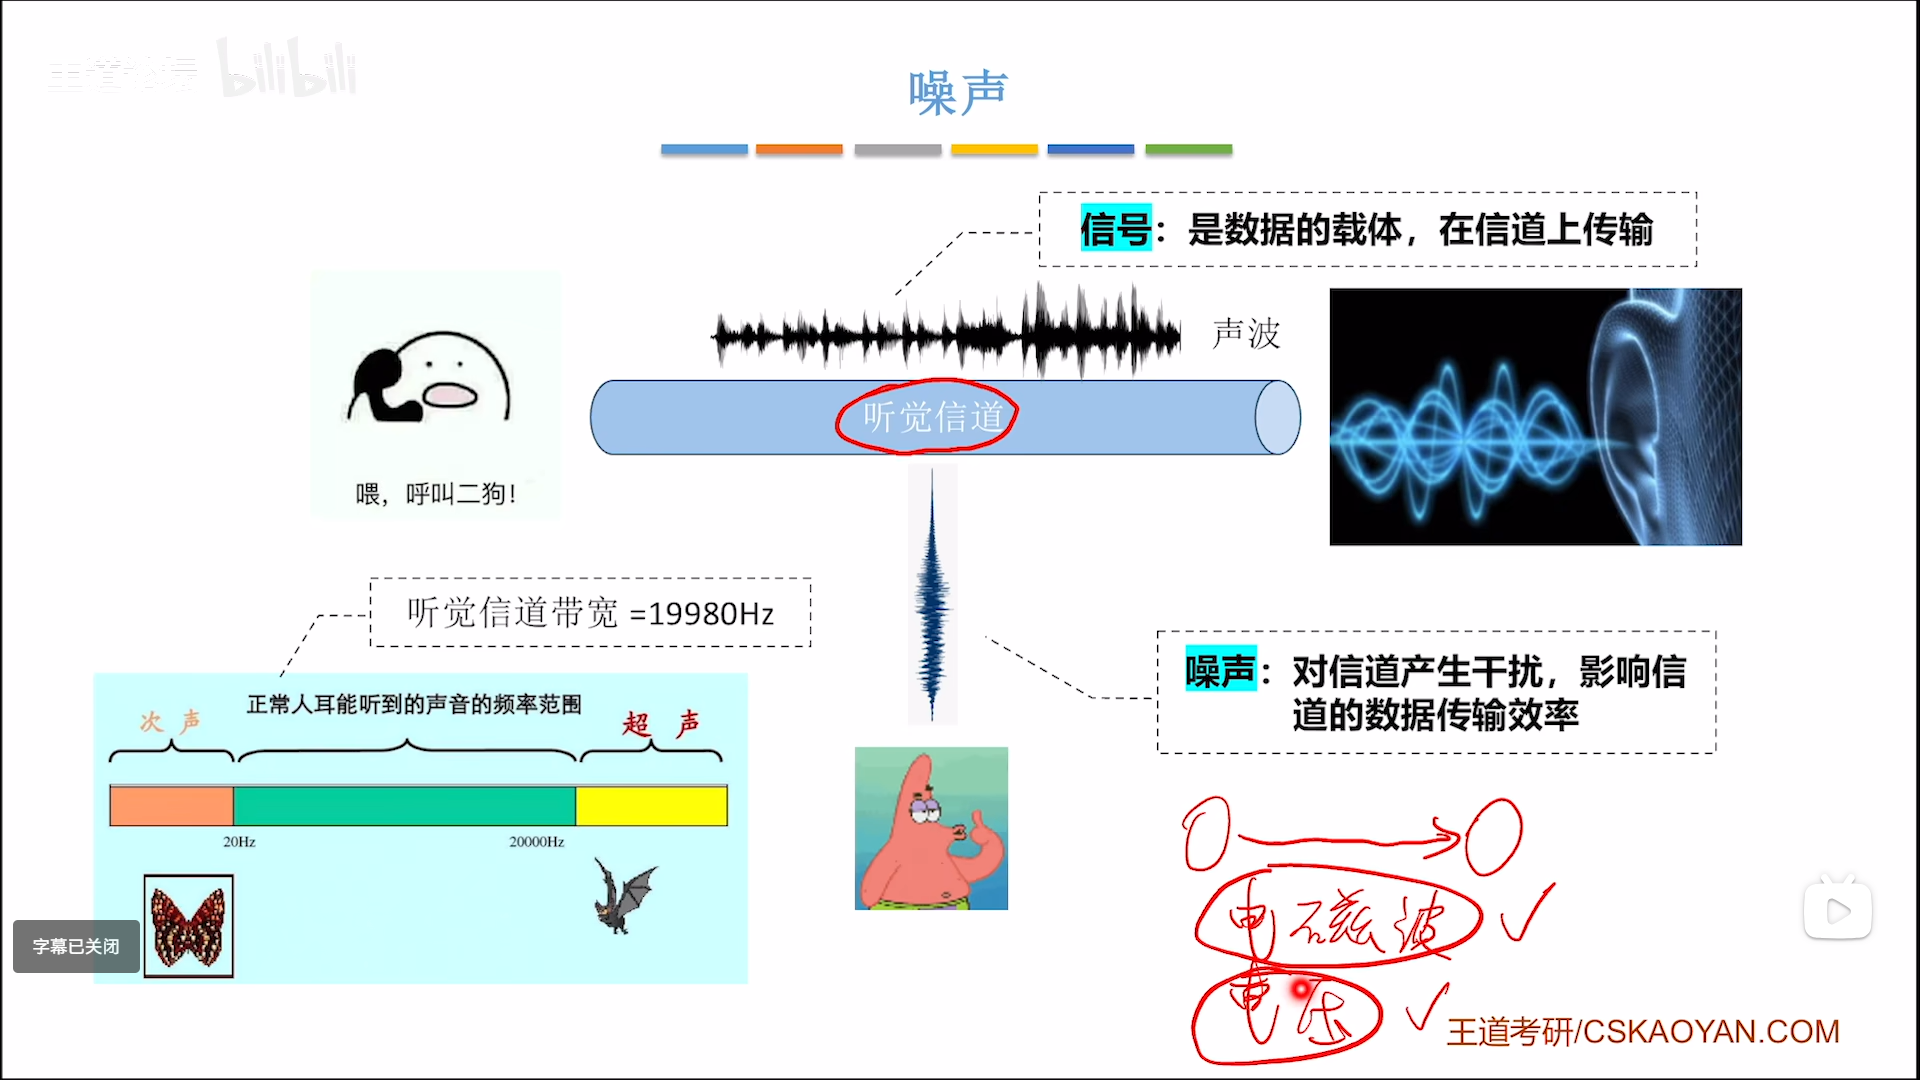 王道论坛 bilibili
噪声
信号：是数据的载体，在信道上传输
声波
听觉信道
喂，呼叫二狗！
听觉信道带宽 =19980Hz
噪声：对信道产生干扰，影响信
道的数据传输效率
正常人耳能听到的声音的频率范围
次声
超声
20Hz
20000Hz
电磁波
电压
字幕已关闭
王道考研/CSKAOYAN.COM